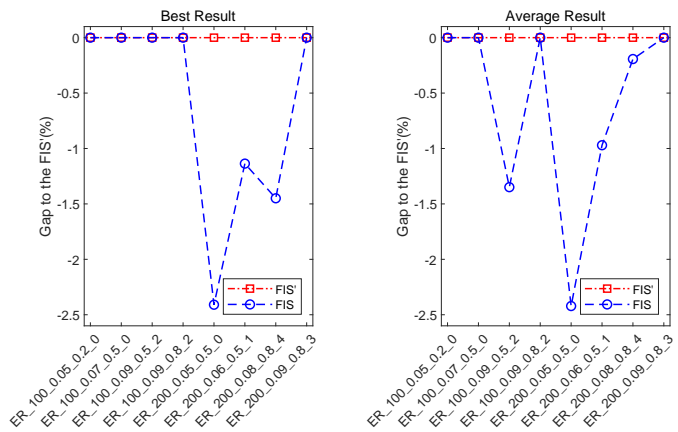 Best Result
Gap to the FIS'(%)
0
-0.5
-1
-1.5
-2
-2.5
FIS'
FIS
ER_100_0.05_0.2_0
ER_100_0.07_0.5_0
ER_100_0.09_0.5_2
ER_100_0.09_0.8_2
ER_200_0.05_0.5_0
ER_200_0.06_0.5_1
ER_200_0.08_0.8_4
ER_200_0.09_0.8_3
Average Result
Gap to the FIS'(%)
0
-0.5
-1
-1.5
-2
-2.5
FIS'
FIS
ER_100_0.05_0.2_0
ER_100_0.07_0.5_0
ER_100_0.09_0.5_2
ER_100_0.09_0.8_2
ER_200_0.05_0.5_0
ER_200_0.06_0.5_1
ER_200_0.08_0.8_4
ER_200_0.09_0.8_3